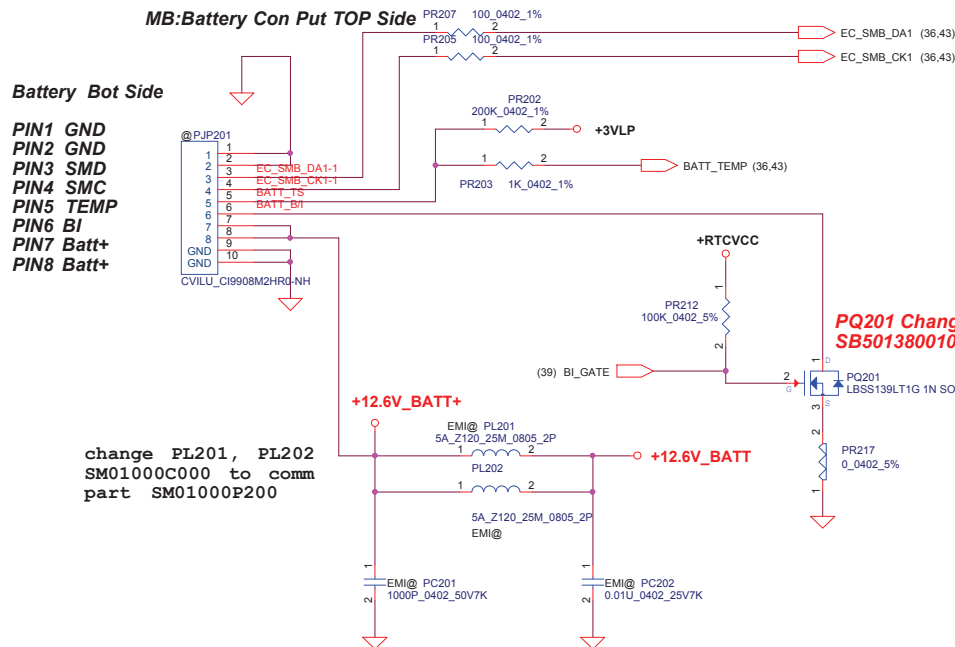 MB:Battery Con Put TOP Side
PR207 100_0402_1%
1 2
EC_SMB_DA1 (36,43)
PR205 100_0402_1%
1 2
EC_SMB_CK1 (36,43)
Battery Bot Side
PIN1 GND
PIN2 GND
PIN3 SMD
PIN4 SMC
PIN5 TEMP
PIN6 BI
PIN7 Batt+
PIN8 Batt+
@ PJP201
1 1
2 2
3 3 EC_SMB_DA1-1
4 4 EC_SMB_CK1-1
5 5 BATT_TS
6 6 BATT_B/I
7 7
8 8
GND 9
GND 10
CVILU_CI9908M2HR0-NH
PR202
200K_0402_1%
1 2
+3VLP
1 2
PR203 1K_0402_1%
BATT_TEMP (36,43)
+RTCVCC
1
PR212
100K_0402_5%
2
(39) BI_GATE
PQ201 Chang
SB501380010
1 D
2 G
3 S
PQ201
LBSS139LT1G 1N SO
2
PR217
0_0402_5%
1
+12.6V_BATT+
EMI@ PL201
5A_Z120_25M_0805_2P
1 2
+12.6V_BATT
PL202
1 2
5A_Z120_25M_0805_2P
EMI@
change PL201, PL202
SM01000C000 to comm
part SM01000P200
1
EMI@ PC201
1000P_0402_50V7K
2
1
EMI@ PC202
0.01U_0402_25V7K
2